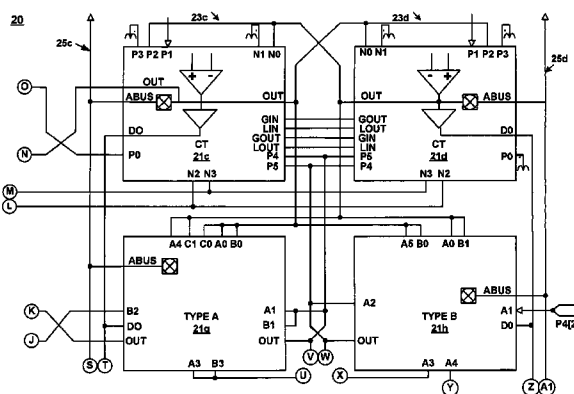 20
23c
23d
25c
25d
P3 P2 P1
N1 N0
N0 N1
P1 P2 P3
+ -
+ -
OUT
ABUS
OUT
OUT
ABUS
O
N
DO
P0
GIN
LIN
GOUT
LOUT
P4
P5
GOUT
LOUT
GIN
LIN
P5
P4
D0
P0
CT
21c
CT
21d
N2 N3
N3 N2
M
L
A4 C1 C0 A0 B0
A5 B0
A0 B1
ABUS
ABUS
K
J
B2
DO
OUT
TYPE A
21g
A1
B1
OUT
A2
OUT
TYPE B
21h
A1
D0
P4[2
A3 B3
A3 A4
S T
U
V W
X
Y
Z A1